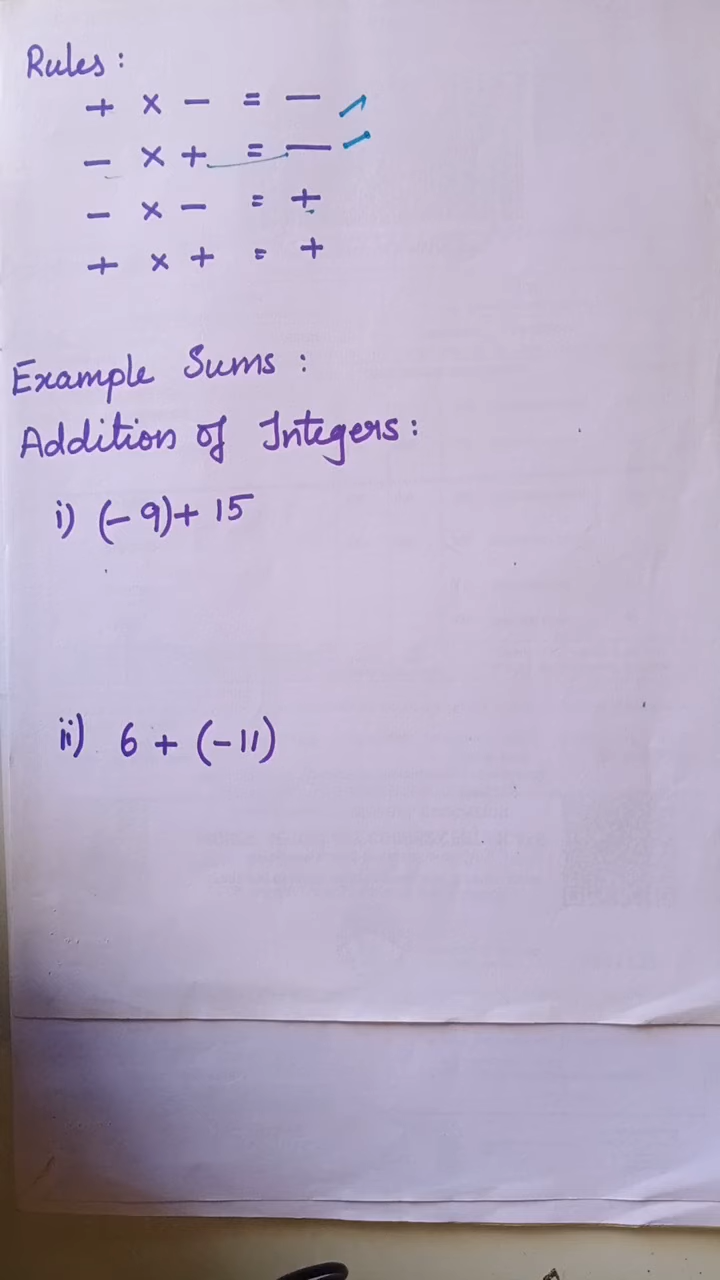 Rules :
+ × - = -
- × + = -
- × - = +
+ × + = +
Example Sums :
Addition of Integers :
i) (- 9) + 15
ii) 6 + (-11)